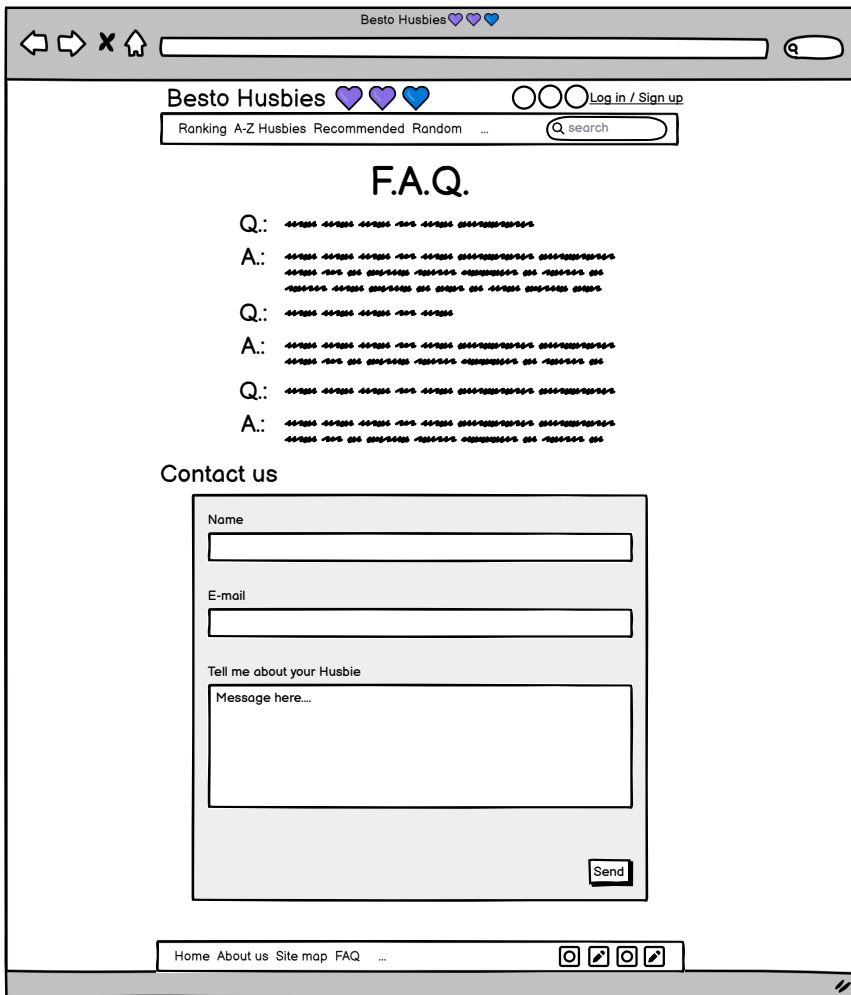 Besto Husbies💜💜💙
Besto Husbies 💜💜💙
Log in / Sign up
Ranking A-Z Husbies Recommended Random ...
search
F.A.Q.
Q.:
A.:
Q.:
A.:
Q.:
A.:
Contact us
Name
E-mail
Tell me about your Husbie
Message here....
Send
Home About us Site map FAQ ...